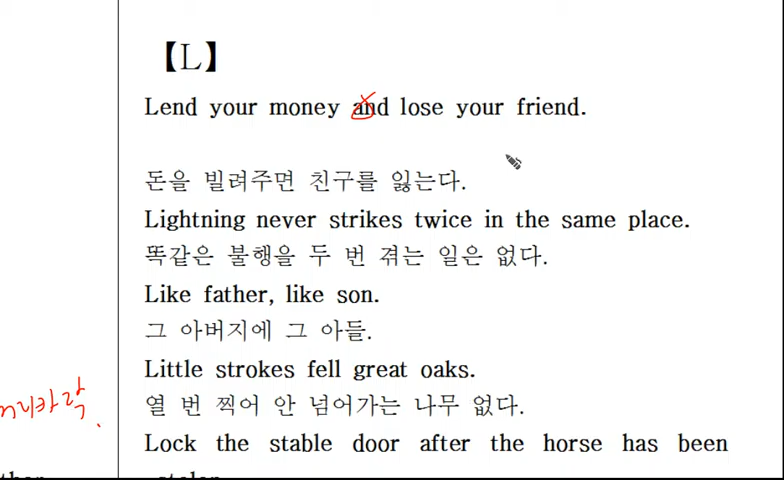 【L】
Lend your money and lose your friend.
돈을 빌려주면 친구를 잃는다.
Lightning never strikes twice in the same place.
똑같은 불행을 두 번 겪는 일은 없다.
Like father, like son.
그 아버지에 그 아들.
Little strokes fell great oaks.
열 번 찍어 안 넘어가는 나무 없다.
Lock the stable door after the horse has been